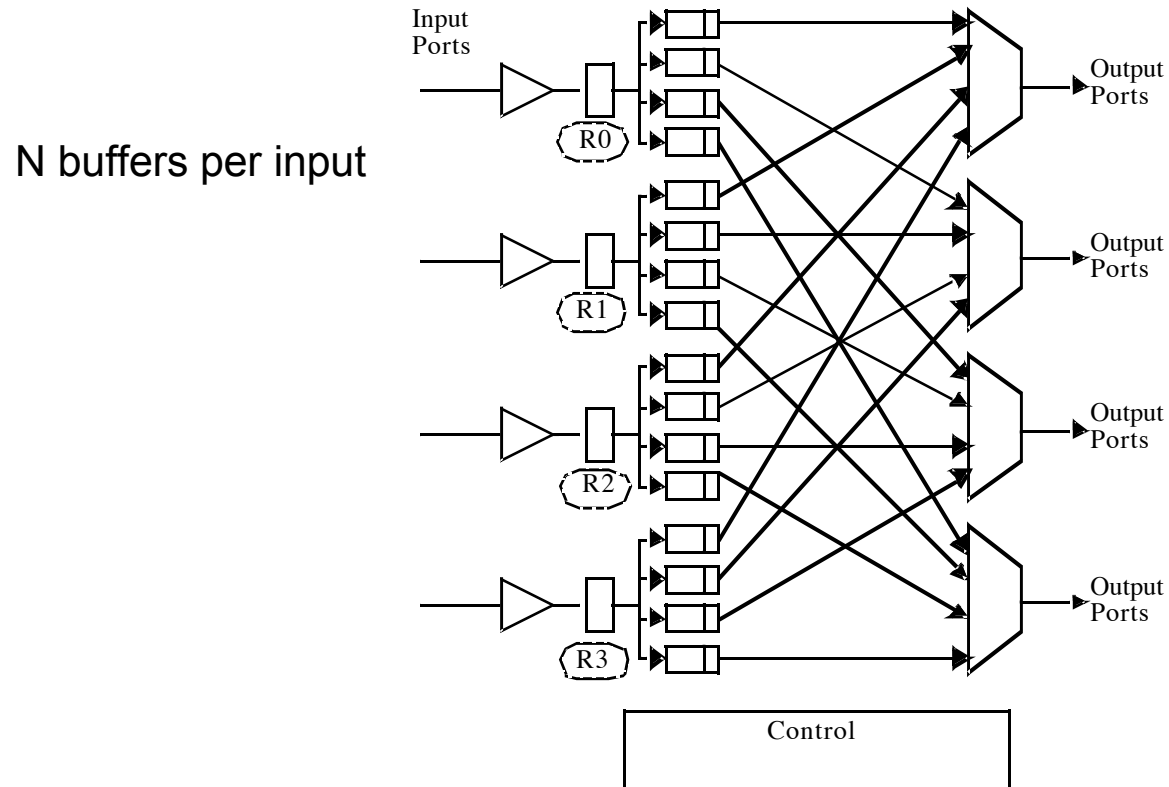 N buffers per input
Input
Ports
R0
R1
R2
R3
Output
Ports
Output
Ports
Output
Ports
Output
Ports
Control